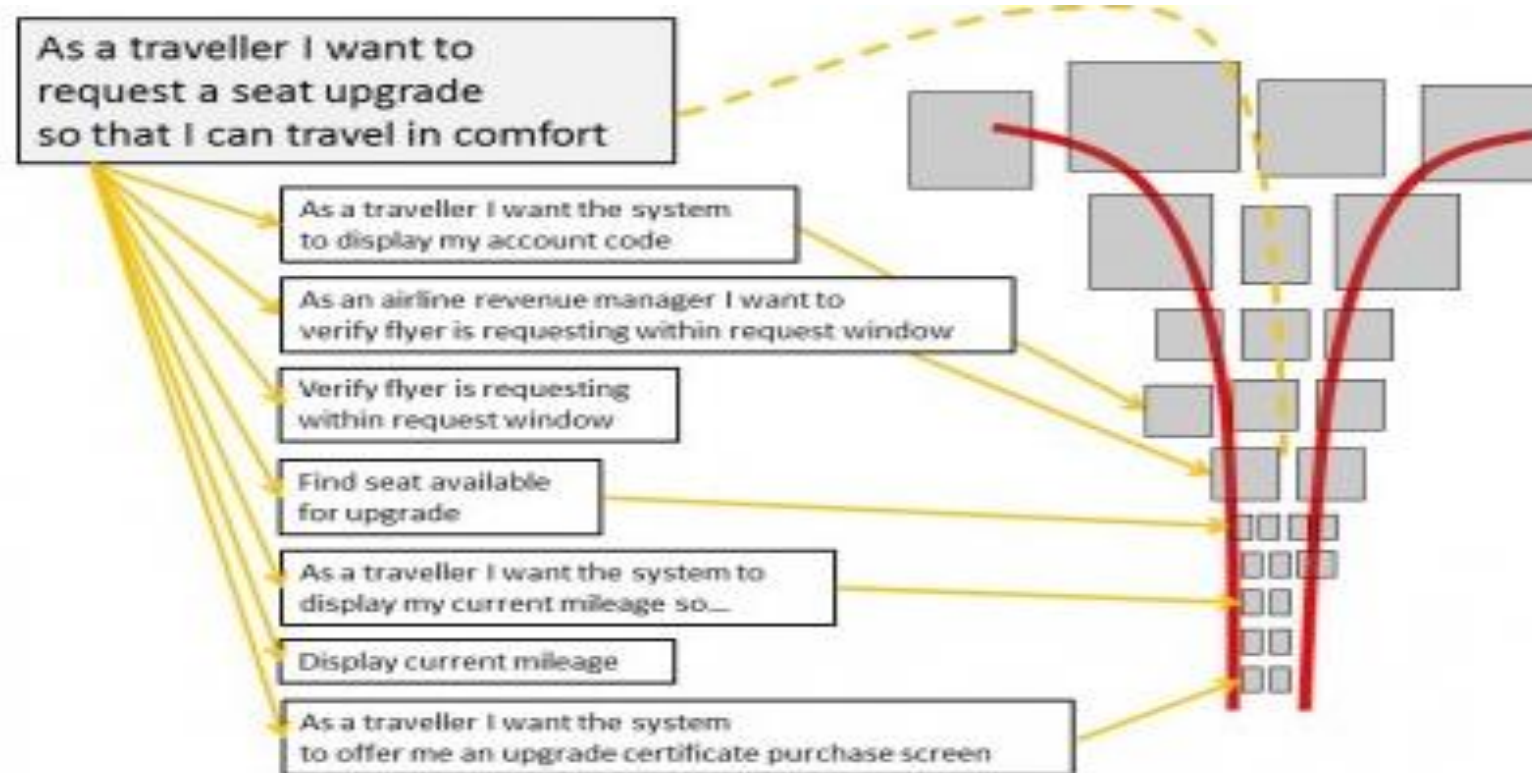 As a traveller I want to
request a seat upgrade
so that I can travel in comfort
As a traveller I want the system
to display my account code
As an airline revenue manager I want to
verify flyer is requesting within request window
Verify flyer is requesting
within request window
Find seat available
for upgrade
As a traveller I want the system to
display my current mileage so...
Display current mileage
As a traveller I want the system
to offer me an upgrade certificate purchase screen